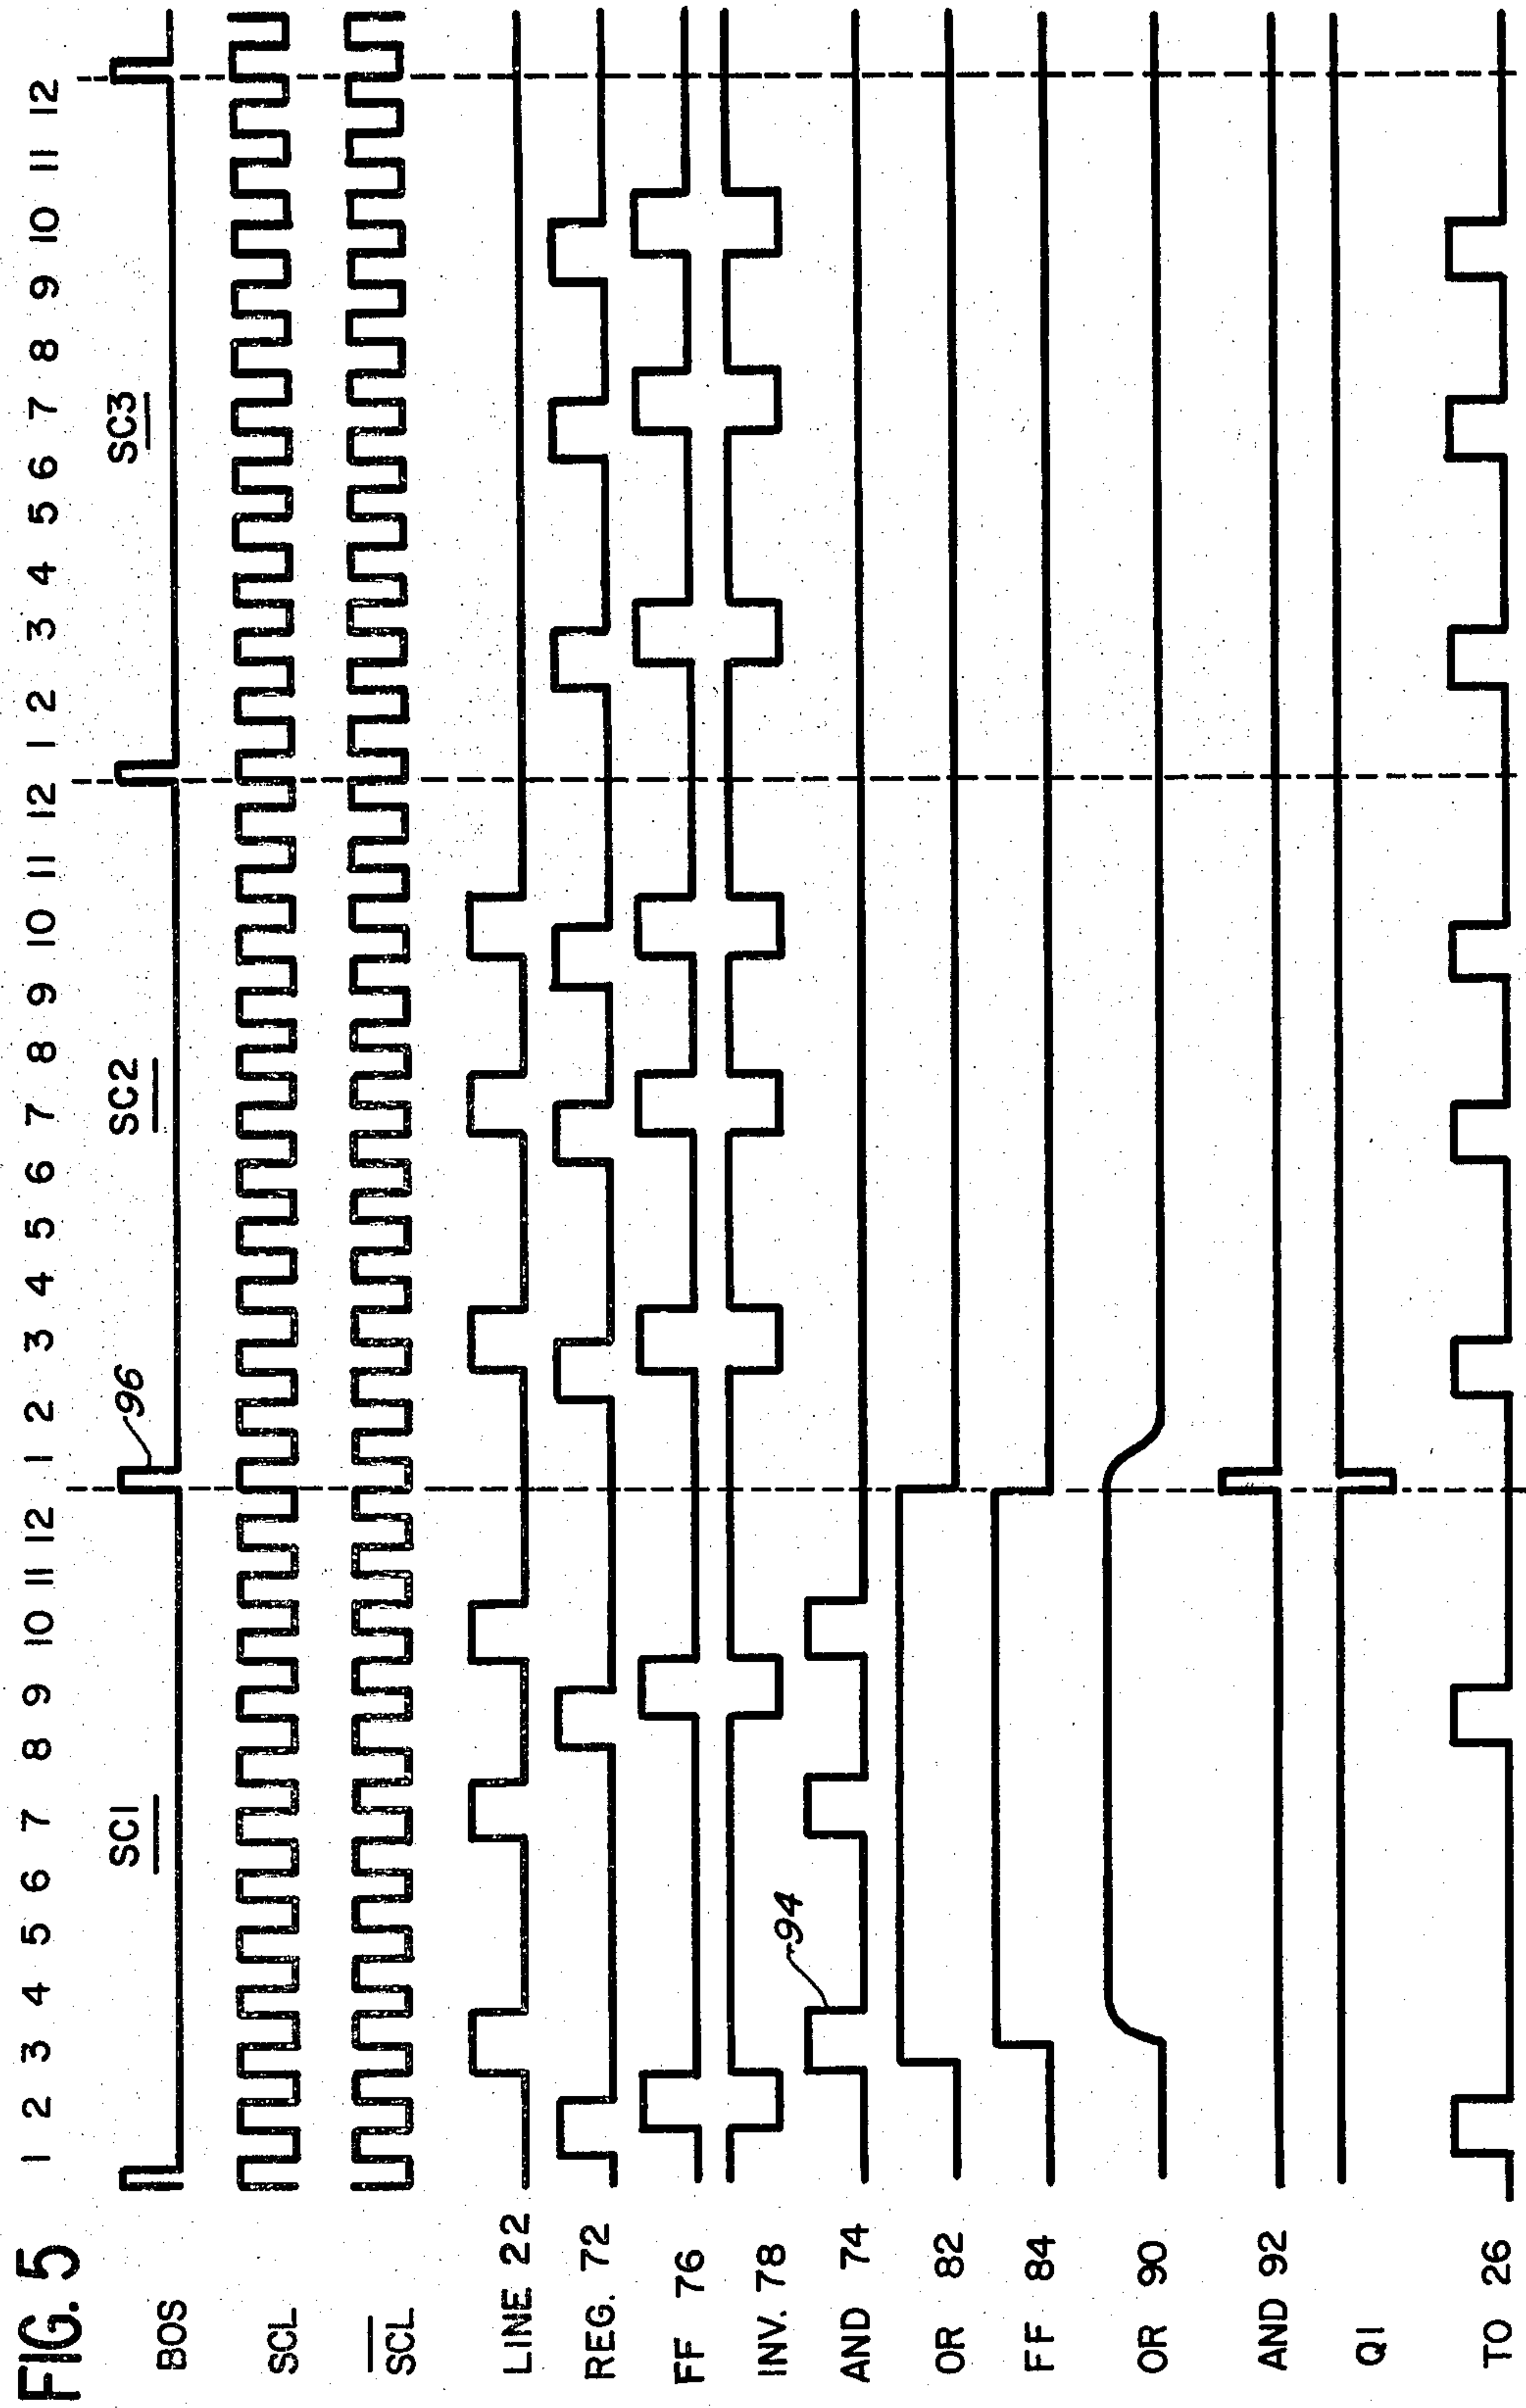 FIG. 5
1 2 3 4 5 6 7 8 9 10 11 12 1 2 3 4 5 6 7 8 9 10 11 12 1 2 3 4 5 6 7 8 9 10 11 12
SC1 SC2 SC3
96
BOS
SCL
SCL
LINE 22
REG. 72
FF 76
INV. 78
94
AND 74
OR 82
FF 84
OR 90
AND 92
Q1
TO 26